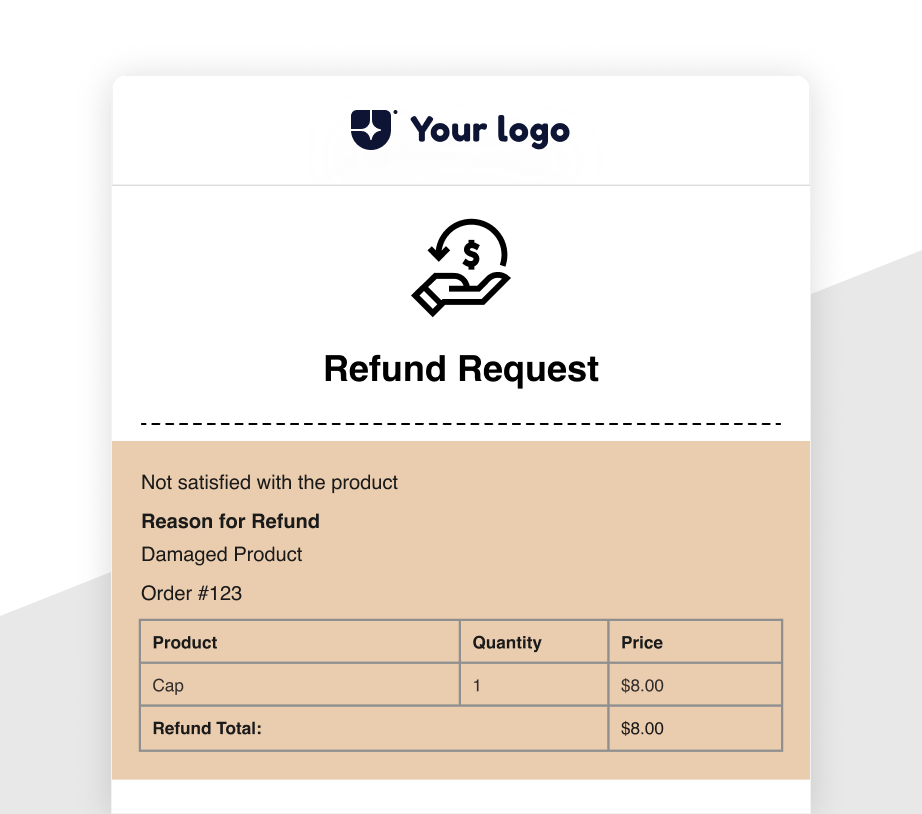 Your logo
$
Refund Request
Not satisfied with the product
Reason for Refund
Damaged Product
Order #123
Product Quantity Price
Cap 1 $8.00
Refund Total: $8.00